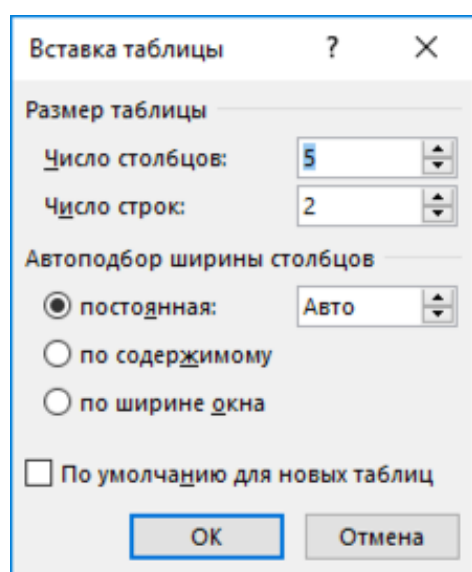 Вставка таблицы ?
Размер таблицы
Число столбцов: 5
Число строк: 2
Автоподбор ширины столбцов
постоянная: Авто
по содержимому
по ширине окна
По умолчанию для новых таблиц
ОК Отмена